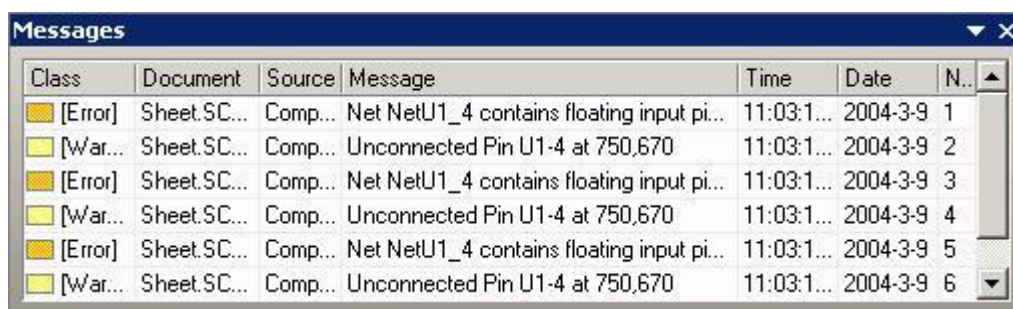 Messages
Class Document Source Message Time Date N..
[Error] Sheet.SC... Comp... Net NetU1_4 contains floating input pi... 11:03:1... 2004-3-9 1
[War... Sheet.SC... Comp... Unconnected Pin U1-4 at 750,670 11:03:1... 2004-3-9 2
[Error] Sheet.SC... Comp... Net NetU1_4 contains floating input pi... 11:03:1... 2004-3-9 3
[War... Sheet.SC... Comp... Unconnected Pin U1-4 at 750,670 11:03:1... 2004-3-9 4
[Error] Sheet.SC... Comp... Net NetU1_4 contains floating input pi... 11:03:1... 2004-3-9 5
[War... Sheet.SC... Comp... Unconnected Pin U1-4 at 750,670 11:03:1... 2004-3-9 6